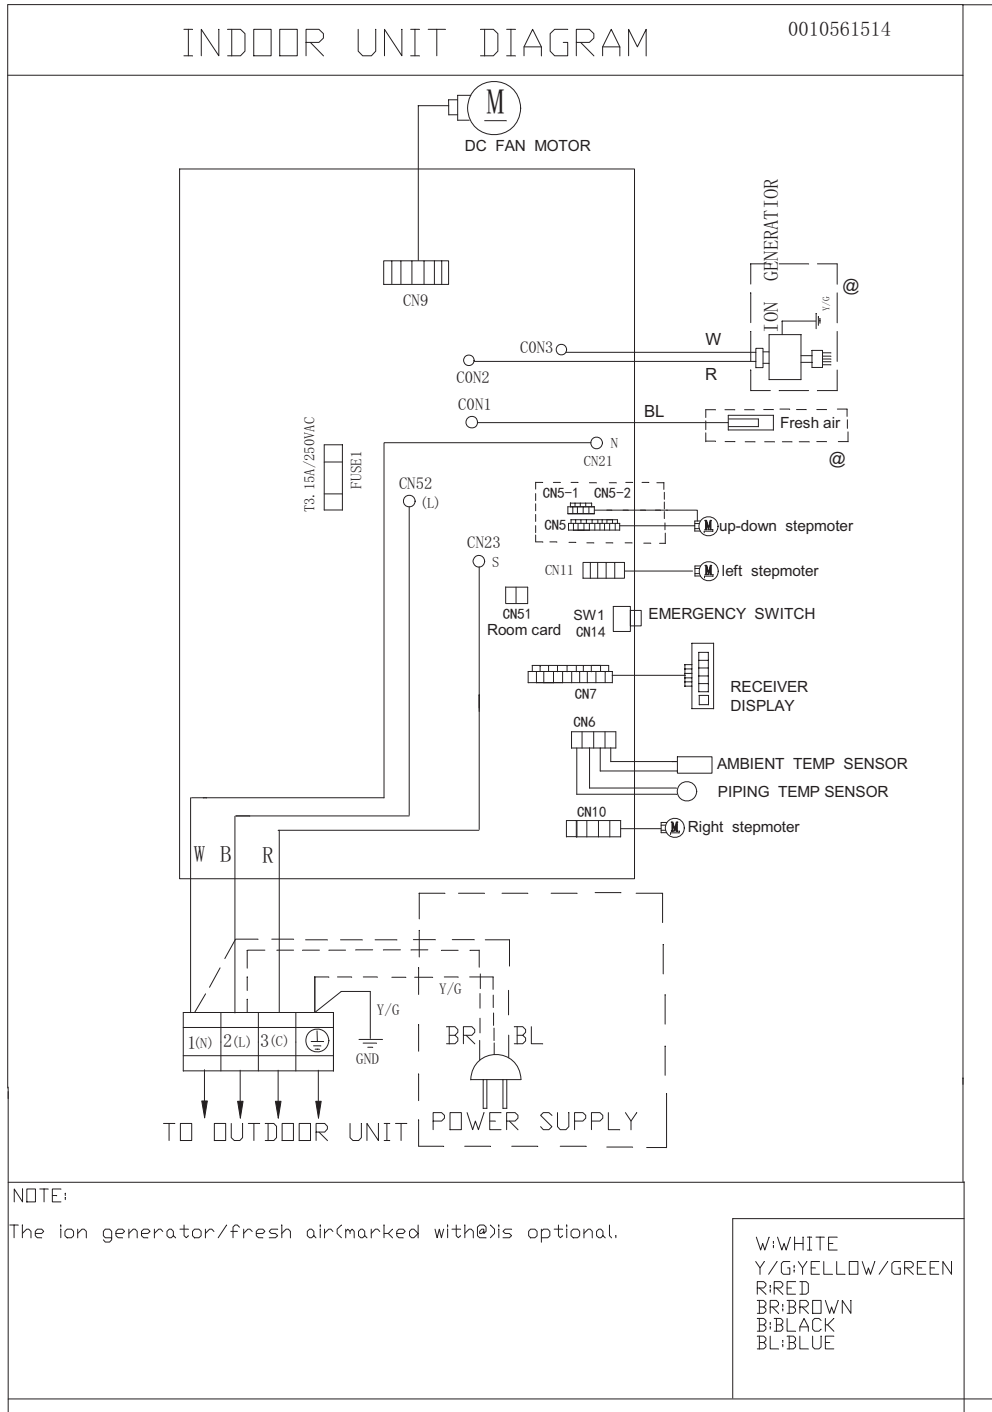 INDOOR UNIT DIAGRAM
0010561514
M
DC FAN MOTOR
CN9
ION GENERATIOR
Y/G
@
CON3
W
CON2
R
CON1
BL
Fresh air
@
T3.15A/250VAC
FUSE1
N
CN21
CN52
(L)
CN5-1 CN5-2
CN5
M
up-down stepmoter
CN23
S
CN11
M
left stepmoter
CN51
Room card
SW1
CN14
EMERGENCY SWITCH
CN7
RECEIVER
DISPLAY
CN6
AMBIENT TEMP SENSOR
PIPING TEMP SENSOR
CN10
M
Right stepmoter
W B R
Y/G
Y/G
GND
BR
BL
1(N) 2(L) 3(C)
POWER SUPPLY
TO OUTDOOR UNIT
NOTE:
The ion generator/fresh air(marked with@)is optional.
W:WHITE
Y/G:YELLOW/GREEN
R:RED
BR:BROWN
B:BLACK
BL:BLUE